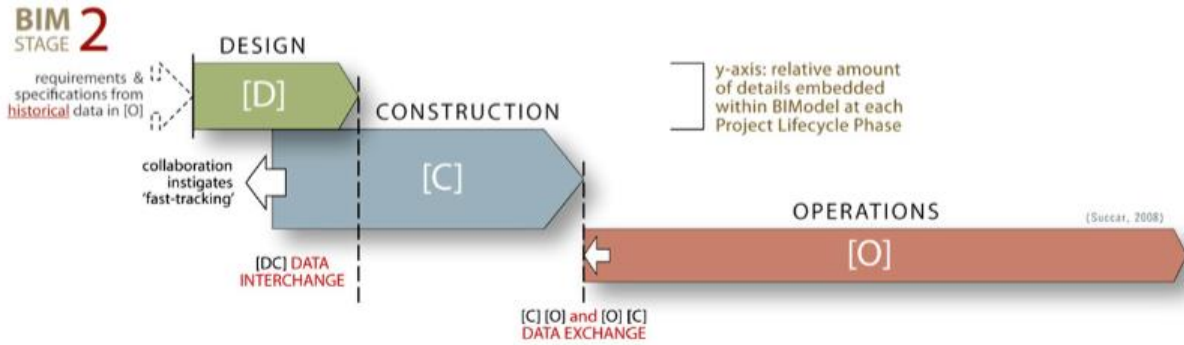 BIM
STAGE 2
DESIGN
requirements &
specifications from
historical data in [O]
[D]
y-axis: relative amount
of details embedded
within BIModel at each
Project Lifecycle Phase
CONSTRUCTION
collaboration
instigates
'fast-tracking'
[C]
OPERATIONS
(Succar, 2008)
[O]
[DC] DATA
INTERCHANGE
[C] [O] and [O] [C]
DATA EXCHANGE